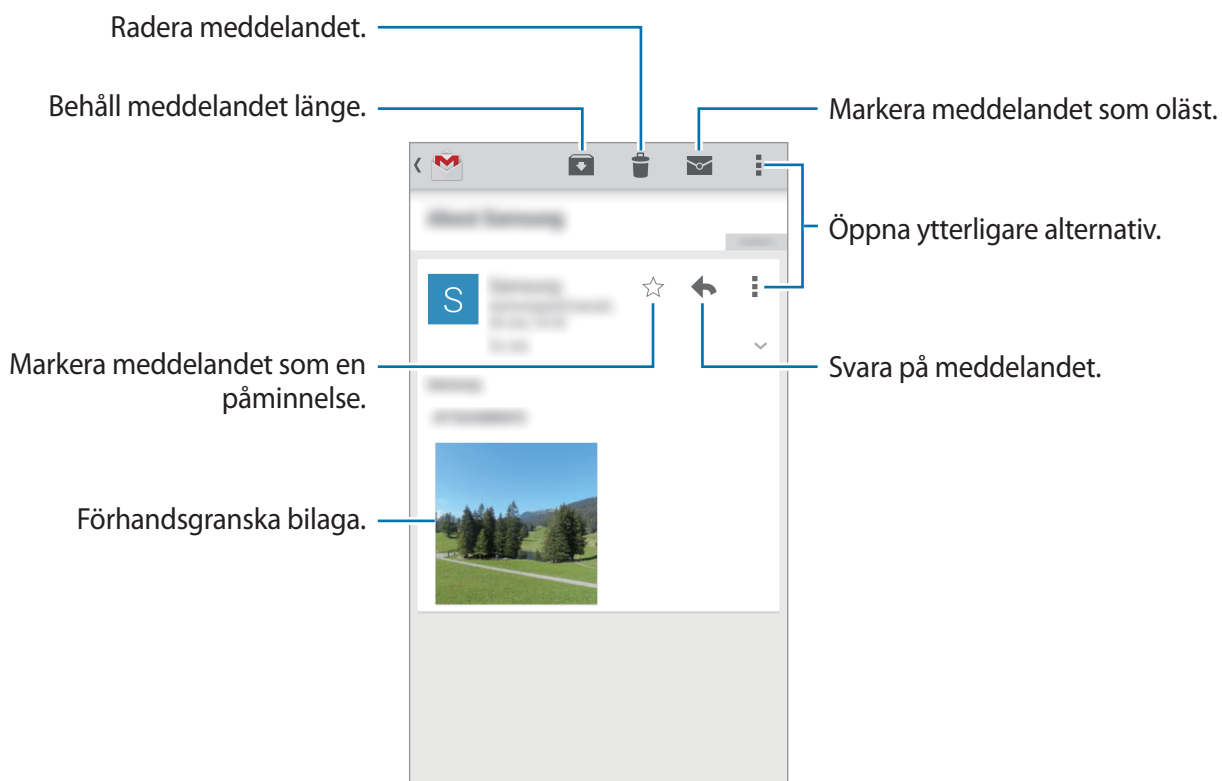 Radera meddelandet.
Behåll meddelandet länge.
Markera meddelandet som oläst.
Öppna ytterligare alternativ.
S
Markera meddelandet som en
påminnelse.
Svara på meddelandet.
Förhandsgranska bilaga.